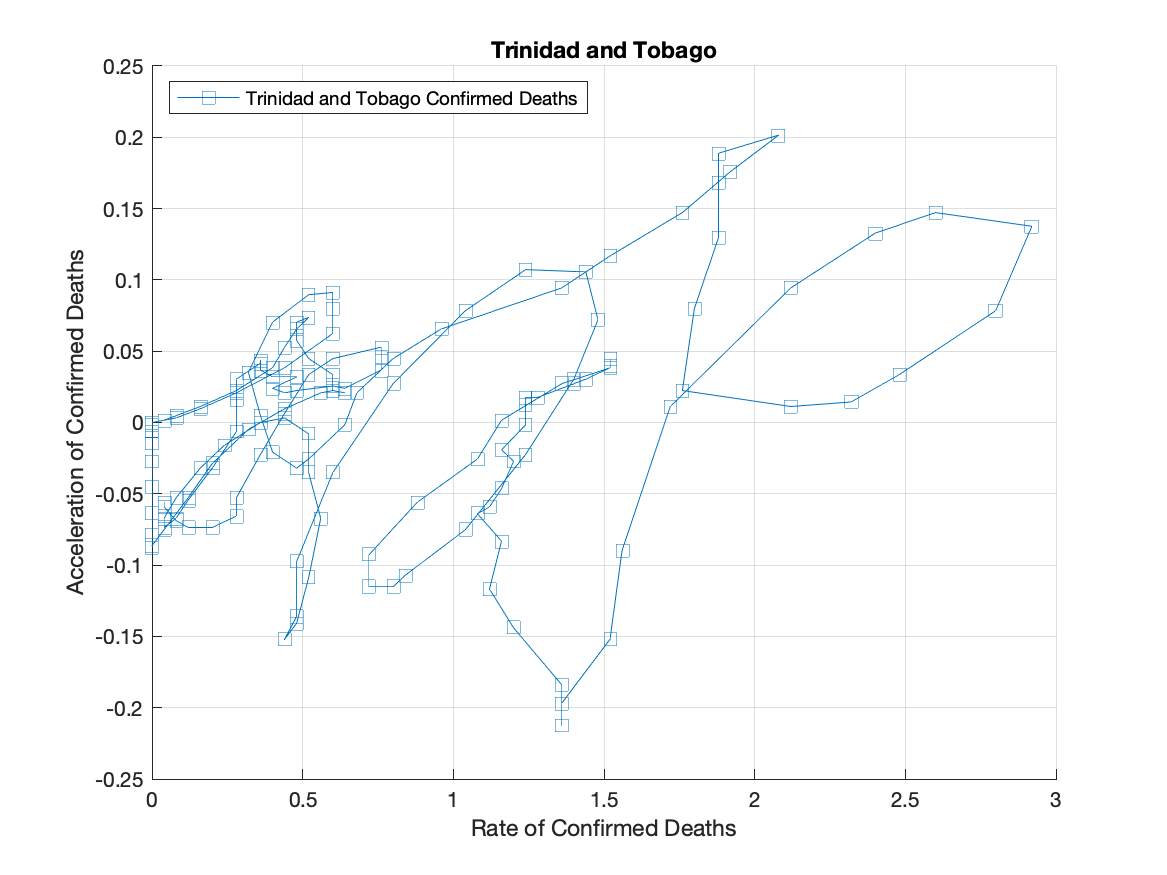 Trinidad and Tobago
Trinidad and Tobago Confirmed Deaths
0.25
0.2
0.15
0.1
0.05
0
-0.05
-0.1
-0.15
-0.2
-0.25
Acceleration of Confirmed Deaths
0 0.5 1 1.5 2 2.5 3
Rate of Confirmed Deaths